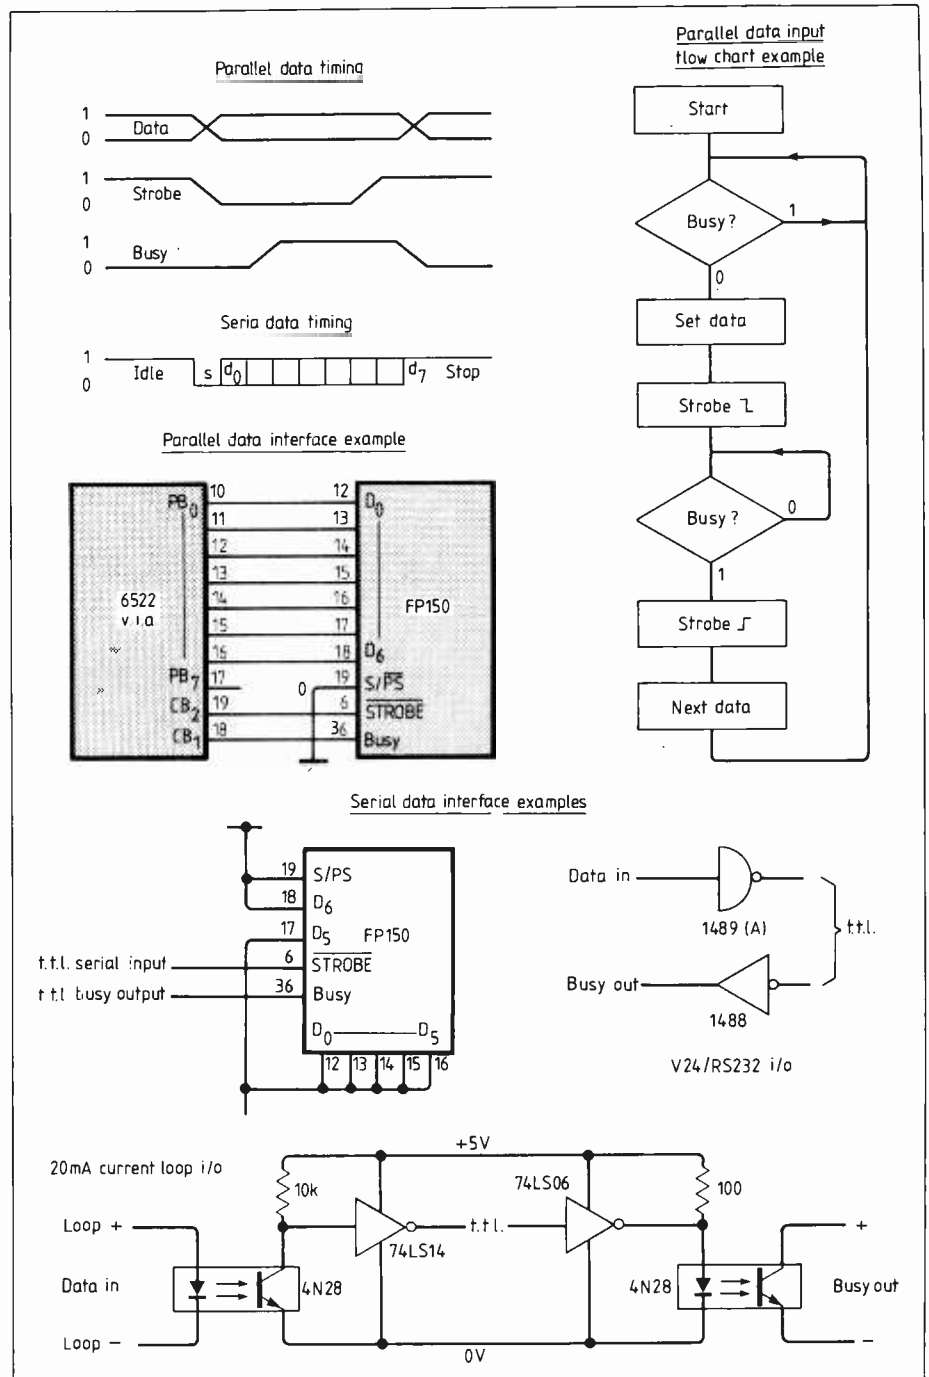 Parallel data input
flow chart example
Parallel data timing
1
0
Data
1
0
Strobe
1
0
Busy
Seria data timing
1
0
Idle
s
d0
d7
Stop
Start
Busy?
1
0
Set data
Strobe
Busy?
0
1
Strobe
Next data
Parallel data interface example
6522
v.i.a
PB0
PB7
CB2
CB1
10
11
12
13
14
15
16
17
19
18
12
13
14
15
16
17
18
19
6
36
0
D0
D6
S/PS
STROBE
Busy
FP150
Serial data interface examples
19
18
17
6
36
S/PS
D6
D5
STROBE
Busy
FP150
D0
D5
12
13
14
15
16
t.t.l. serial input
t t l busy output
Data in
1489 (A)
t.t.l.
Busy out
1488
V24/RS232 i/o
20mA current loop i/o
+5V
10k
74LS14
t.t.l.
74LS06
100
Loop +
Data in
Loop −
4N28
4N28
+
Busy out
−
0V